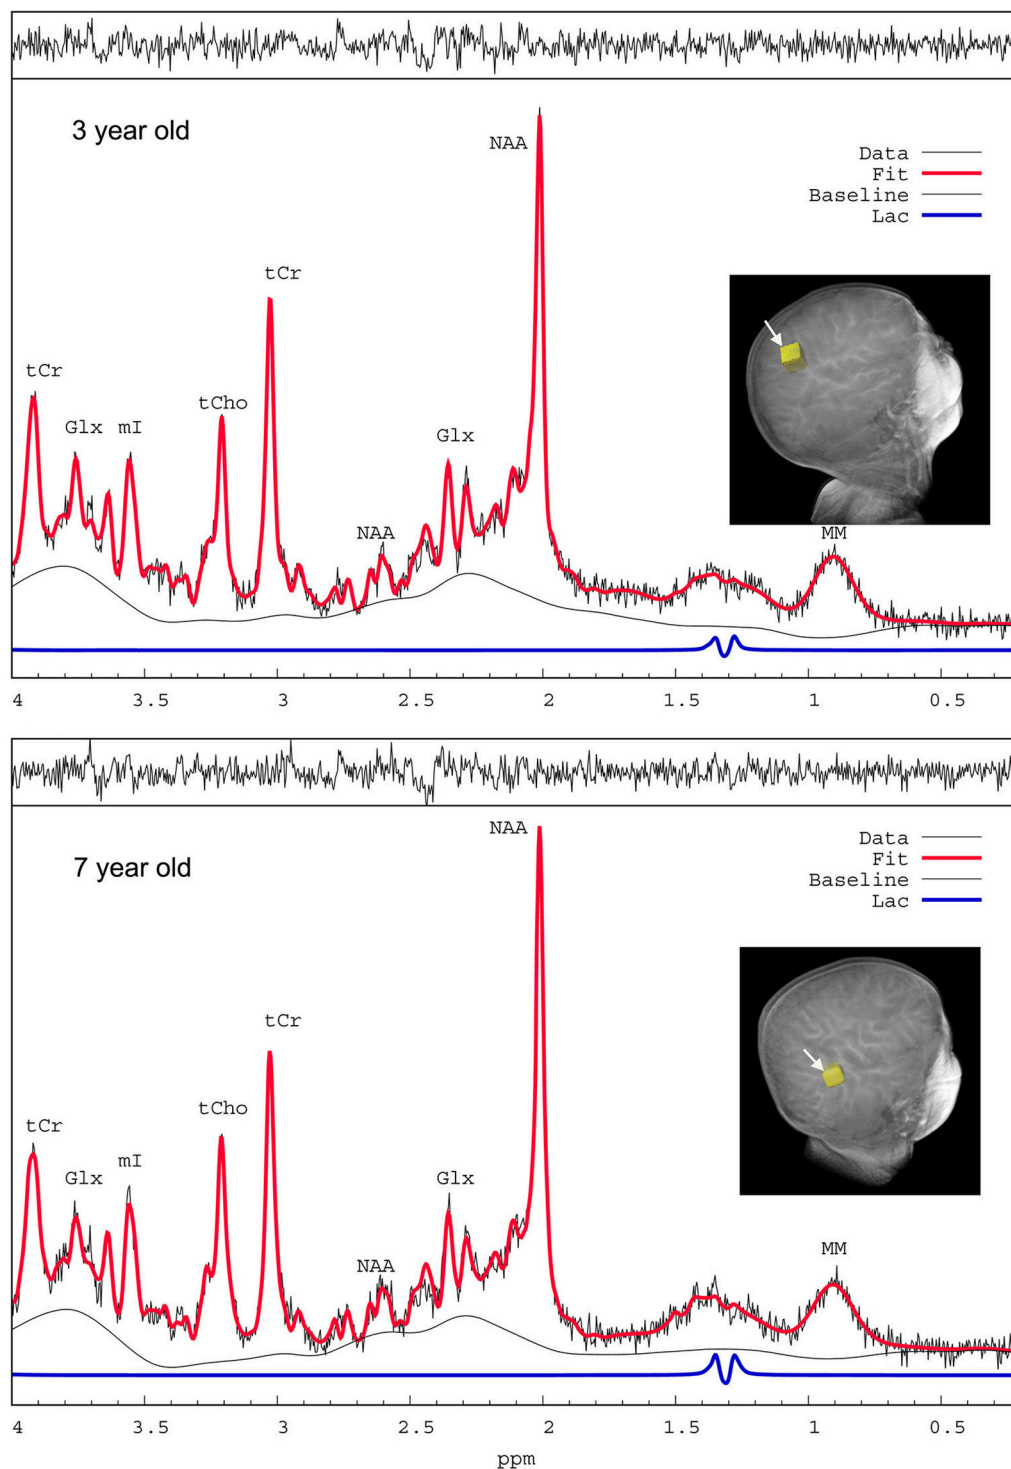 3 year old
NAA
Data
Fit
Baseline
Lac
tCr
tCr
tCho
Glx mI
Glx
NAA
MM
4 3.5 3 2.5 2 1.5 1 0.5
NAA
7 year old
Data
Fit
Baseline
Lac
tCr
tCho
tCr
mI
Glx
Glx
NAA
MM
4 3.5 3 2.5 2 1.5 1 0.5
ppm